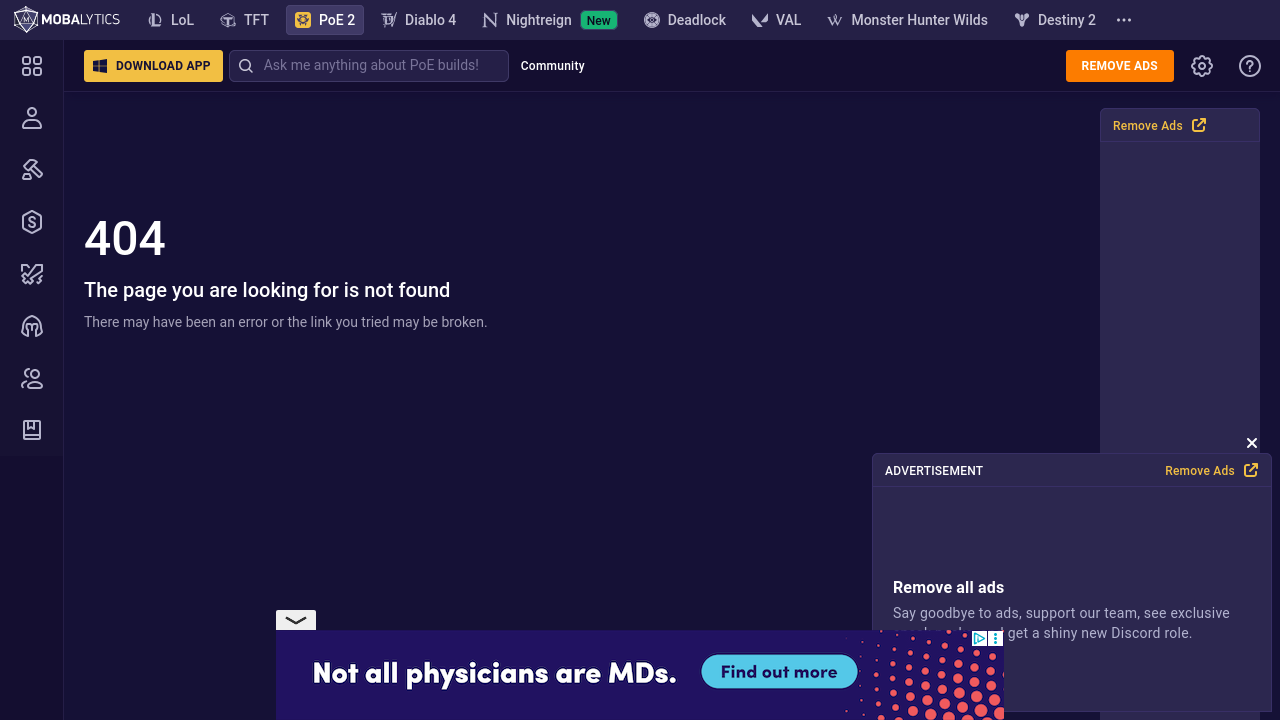 MOBALYTICS
LoL
TFT
PoE 2
Diablo 4
Nightreign New
Deadlock
VAL
Monster Hunter Wilds
Destiny 2
DOWNLOAD APP
Ask me anything about PoE builds!
Community
REMOVE ADS
Remove Ads
404
The page you are looking for is not found
There may have been an error or the link you tried may be broken.
ADVERTISEMENT
Remove Ads
Remove all ads
Say goodbye to ads, support our team, see exclusive
get a shiny new Discord role.
Not all physicians are MDs.
Find out more